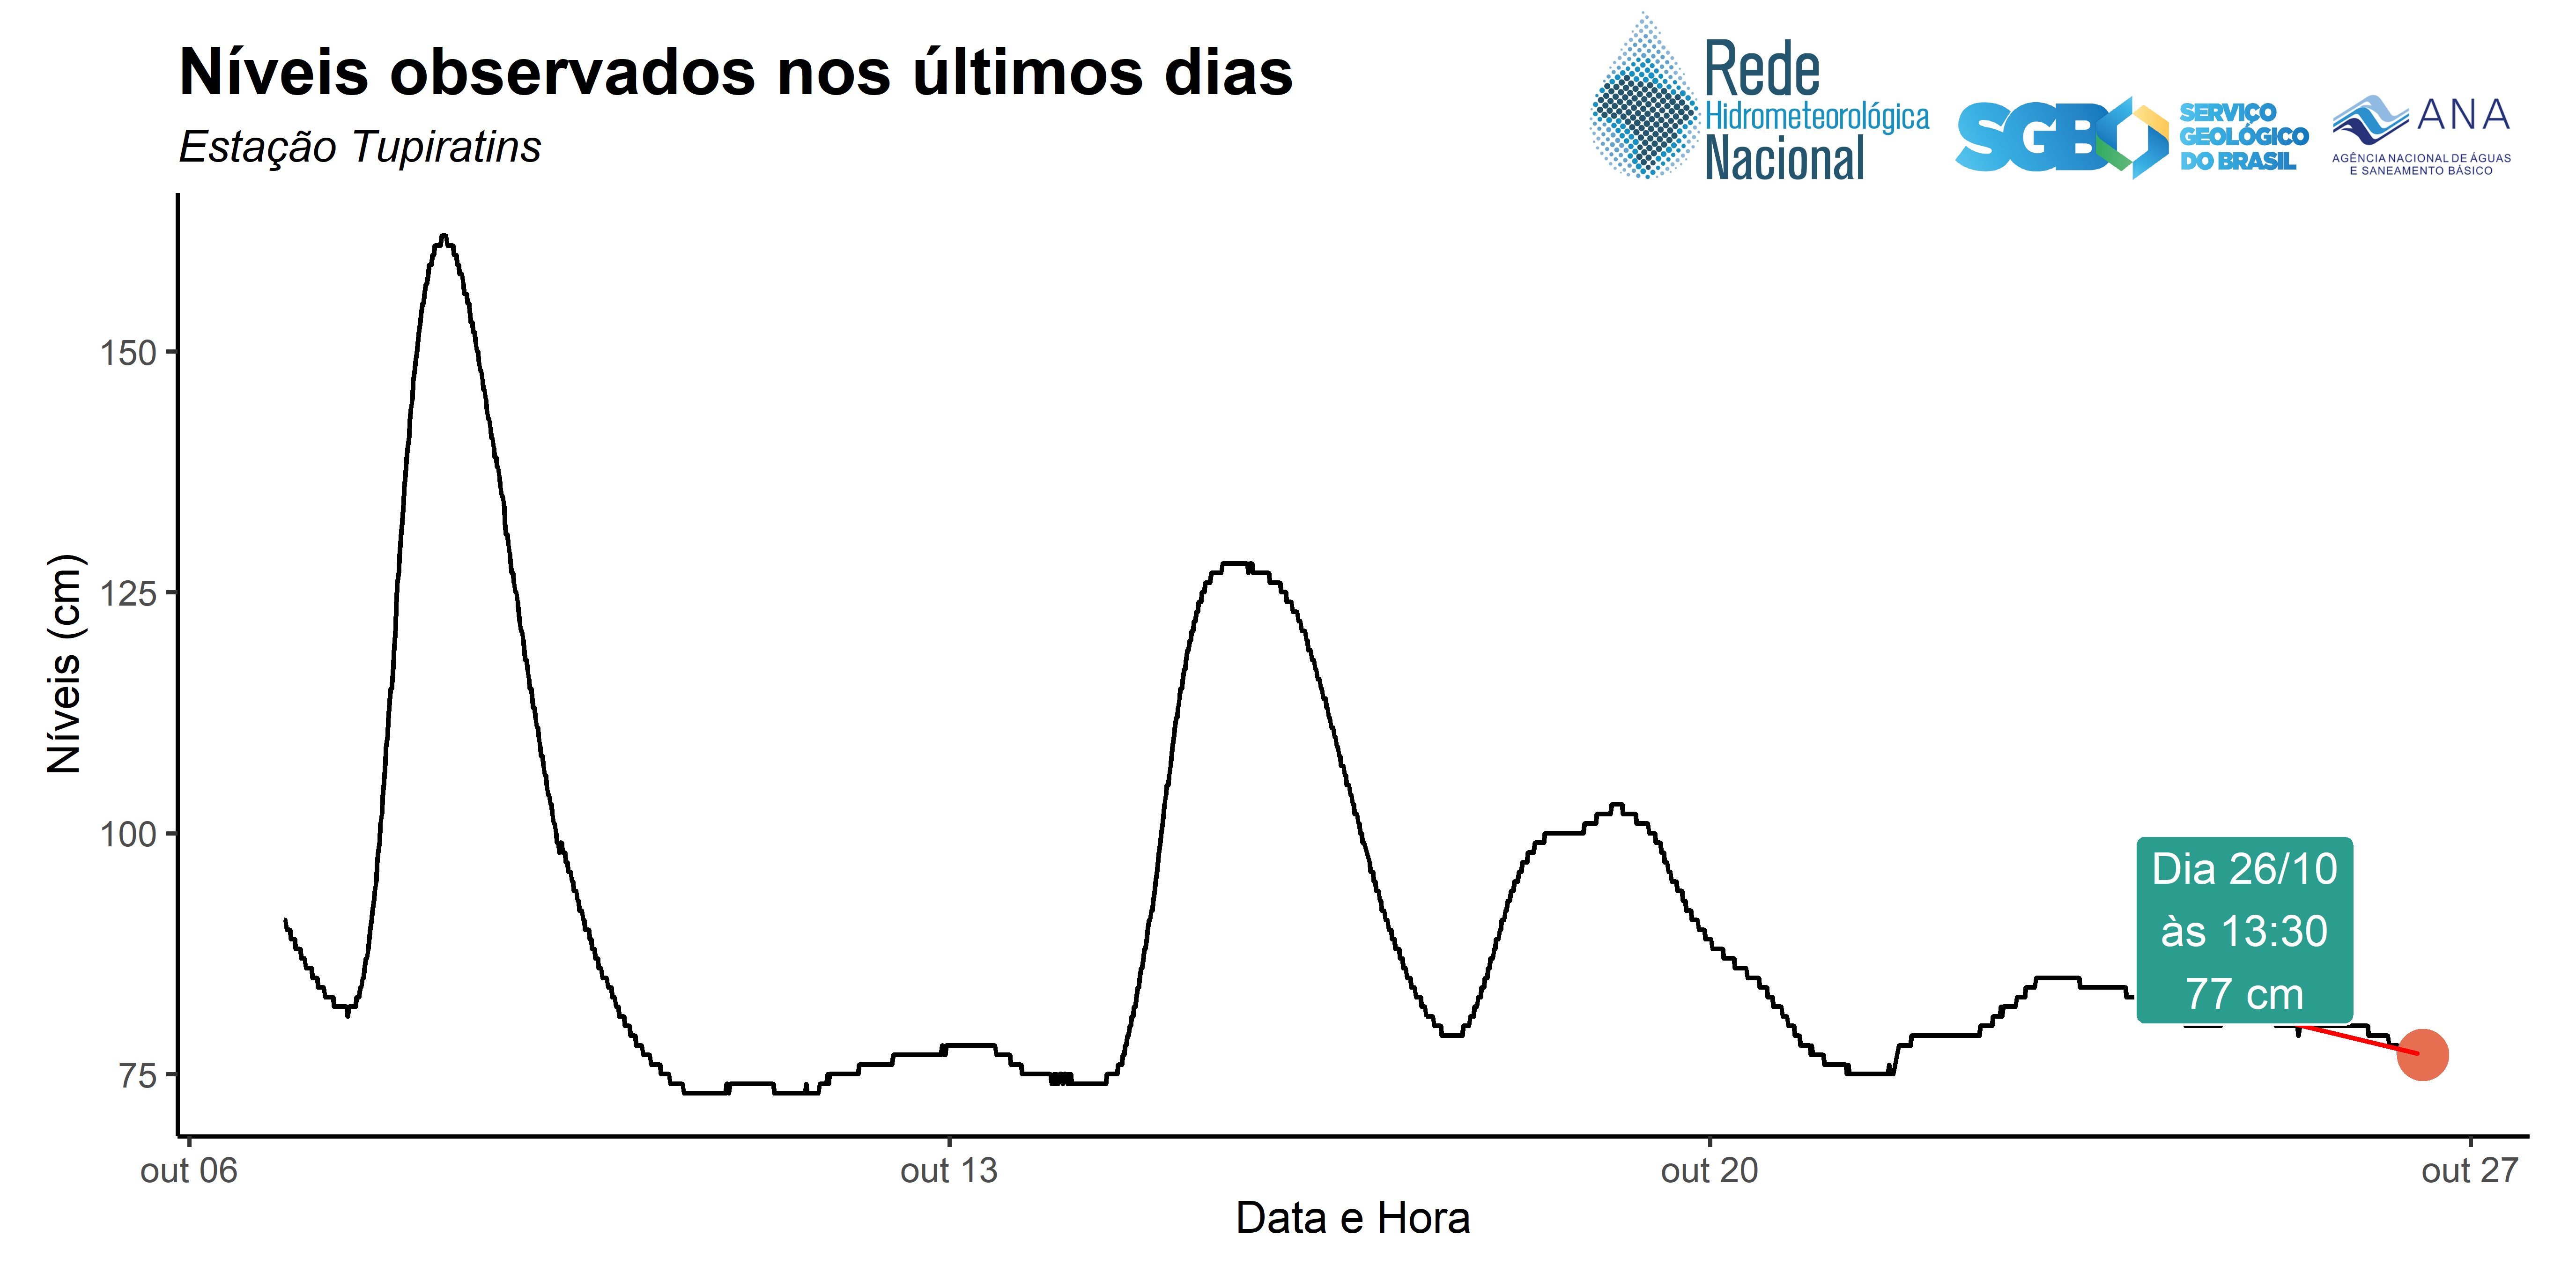 Níveis observados nos últimos dias
Estação Tupiratins
Rede
Hidrometeorológica
Nacional
SGB
SERVIÇO
GEOLÓGICO
DO BRASIL
ANA
AGÊNCIA NACIONAL DE ÁGUAS
E SANEAMENTO BÁSICO
Níveis (cm)
150
125
100
75
Dia 26/10
às 13:30
77 cm
out 06
out 13
out 20
out 27
Data e Hora